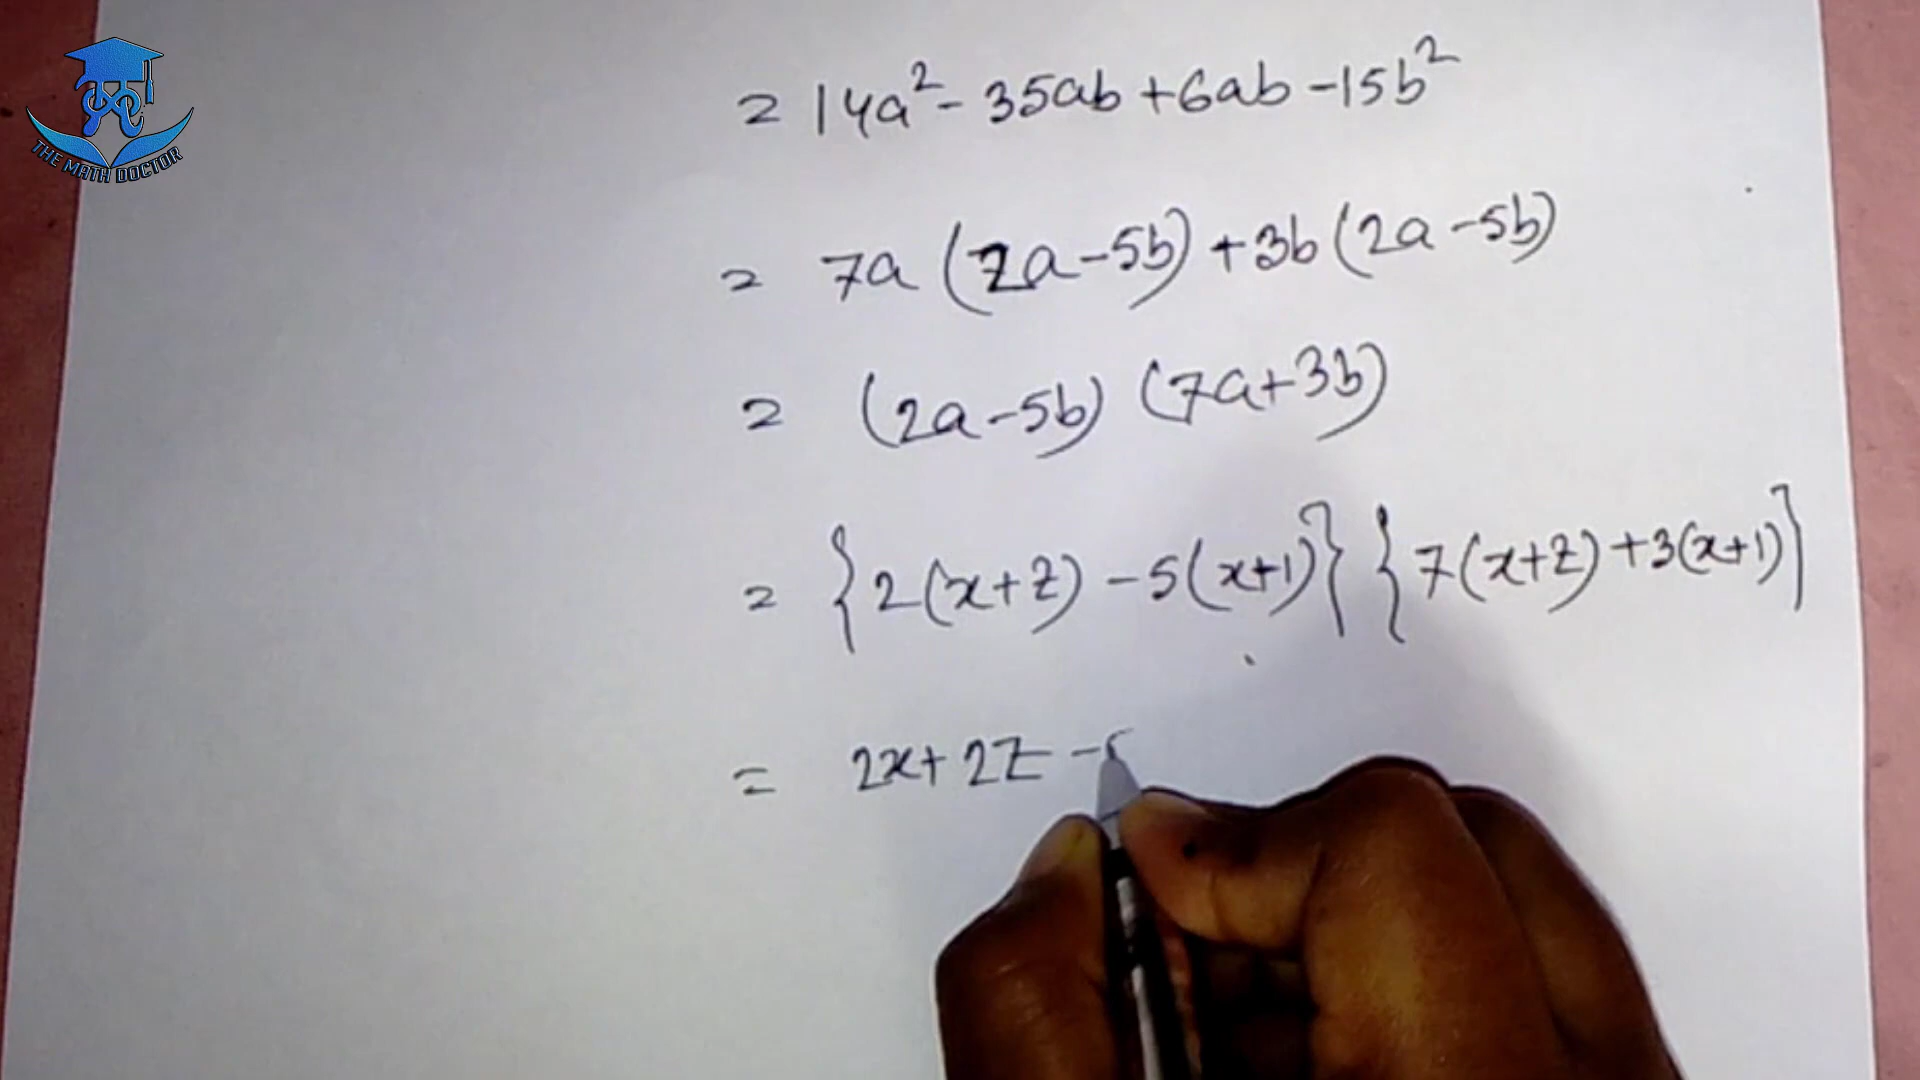 THE MATH DOCTOR
= 14a² - 35ab + 6ab - 15b²
= 7a (2a - 5b) + 3b (2a - 5b)
= (2a - 5b) (7a + 3b)
= {2(x+z) - 5(x+1)} {7(x+z) + 3(x+1)}
= 2x + 2z -